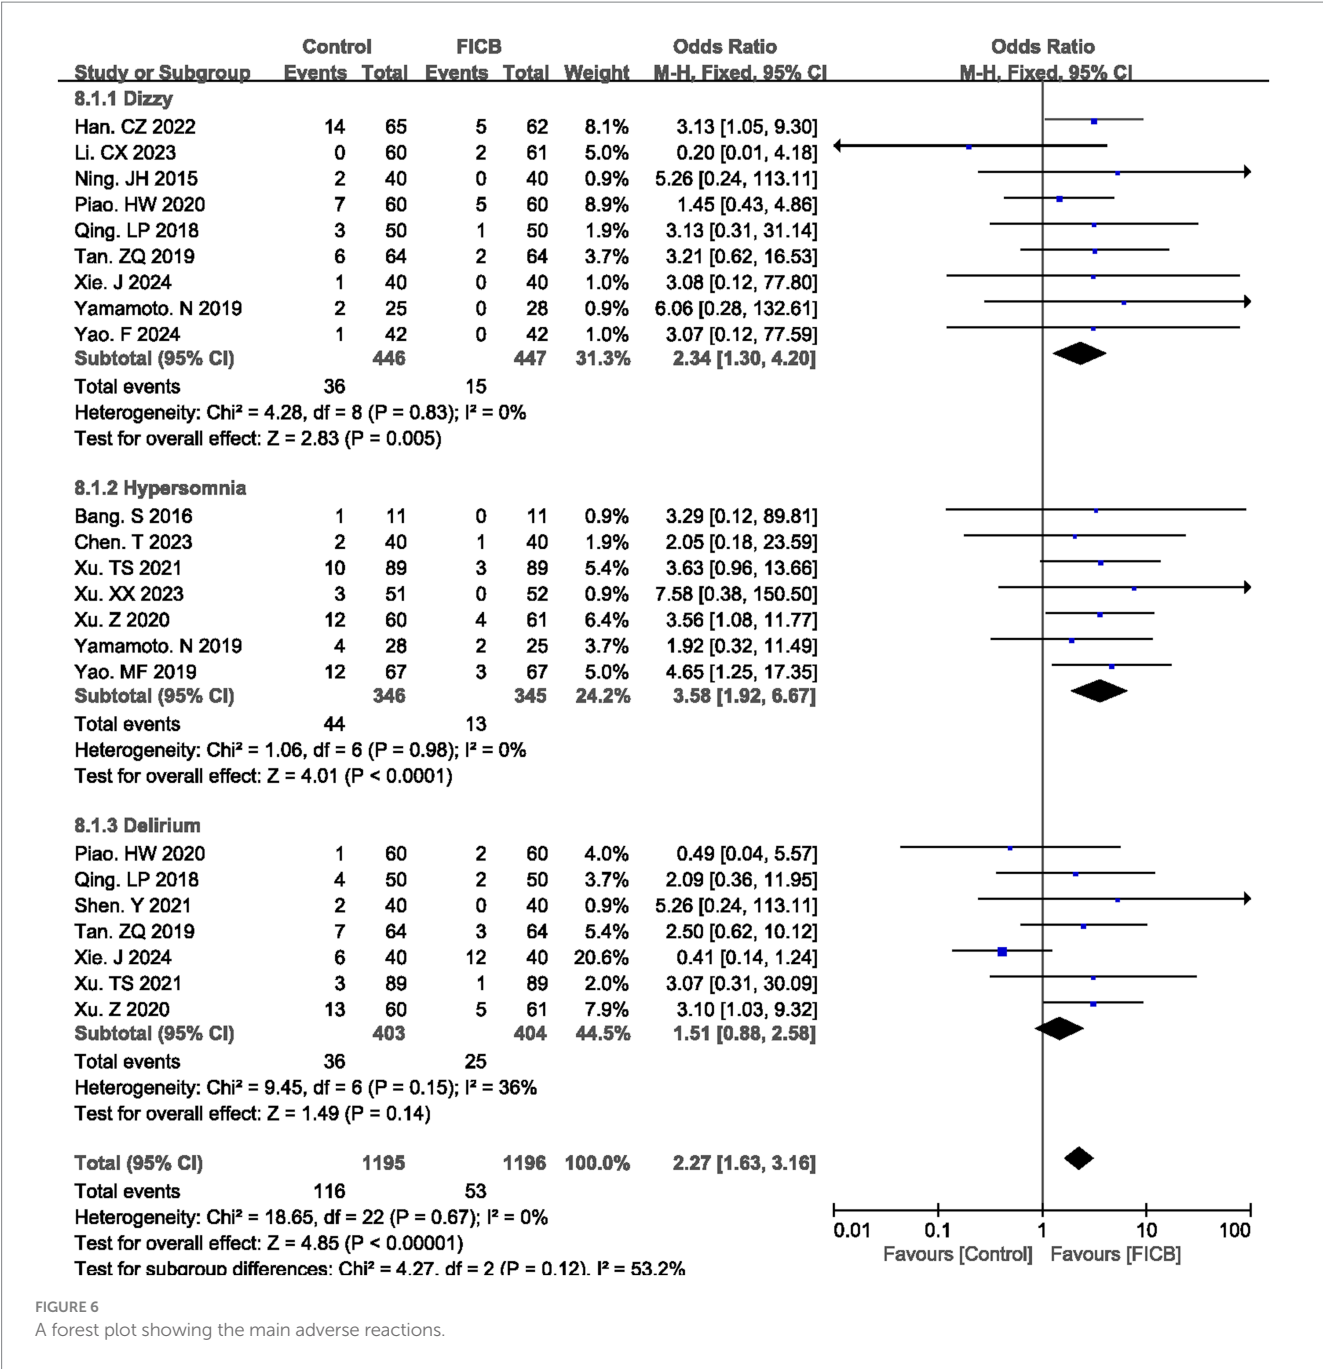 Control FICB Odds Ratio Odds Ratio
Study or Subgroup Events Total Events Total Weight M-H, Fixed, 95% CI M-H, Fixed, 95% CI
8.1.1 Dizzy
Han. CZ 2022 14 65 5 62 8.1% 3.13 [1.05, 9.30]
Li. CX 2023 0 60 2 61 5.0% 0.20 [0.01, 4.18]
Ning. JH 2015 2 40 0 40 0.9% 5.26 [0.24, 113.11]
Piao. HW 2020 7 60 5 60 8.9% 1.45 [0.43, 4.86]
Qing. LP 2018 3 50 1 50 1.9% 3.13 [0.31, 31.14]
Tan. ZQ 2019 6 64 2 64 3.7% 3.21 [0.62, 16.53]
Xie. J 2024 1 40 0 40 1.0% 3.08 [0.12, 77.80]
Yamamoto. N 2019 2 25 0 28 0.9% 6.06 [0.28, 132.61]
Yao. F 2024 1 42 0 42 1.0% 3.07 [0.12, 77.59]
Subtotal (95% CI) 446 447 31.3% 2.34 [1.30, 4.20]
Total events 36 15
Heterogeneity: Chi² = 4.28, df = 8 (P = 0.83); I² = 0%
Test for overall effect: Z = 2.83 (P = 0.005)
8.1.2 Hypersomnia
Bang. S 2016 1 11 0 11 0.9% 3.29 [0.12, 89.81]
Chen. T 2023 2 40 1 40 1.9% 2.05 [0.18, 23.59]
Xu. TS 2021 10 89 3 89 5.4% 3.63 [0.96, 13.66]
Xu. XX 2023 3 51 0 52 0.9% 7.58 [0.38, 150.50]
Xu. Z 2020 12 60 4 61 6.4% 3.56 [1.08, 11.77]
Yamamoto. N 2019 4 28 2 25 3.7% 1.92 [0.32, 11.49]
Yao. MF 2019 12 67 3 67 5.0% 4.65 [1.25, 17.35]
Subtotal (95% CI) 346 345 24.2% 3.58 [1.92, 6.67]
Total events 44 13
Heterogeneity: Chi² = 1.06, df = 6 (P = 0.98); I² = 0%
Test for overall effect: Z = 4.01 (P < 0.0001)
8.1.3 Delirium
Piao. HW 2020 1 60 2 60 4.0% 0.49 [0.04, 5.57]
Qing. LP 2018 4 50 2 50 3.7% 2.09 [0.36, 11.95]
Shen. Y 2021 2 40 0 40 0.9% 5.26 [0.24, 113.11]
Tan. ZQ 2019 7 64 3 64 5.4% 2.50 [0.62, 10.12]
Xie. J 2024 6 40 12 40 20.6% 0.41 [0.14, 1.24]
Xu. TS 2021 3 89 1 89 2.0% 3.07 [0.31, 30.09]
Xu. Z 2020 13 60 5 61 7.9% 3.10 [1.03, 9.32]
Subtotal (95% CI) 403 404 44.5% 1.51 [0.88, 2.58]
Total events 36 25
Heterogeneity: Chi² = 9.45, df = 6 (P = 0.15); I² = 36%
Test for overall effect: Z = 1.49 (P = 0.14)
Total (95% CI) 1195 1196 100.0% 2.27 [1.63, 3.16]
Total events 116 53
Heterogeneity: Chi² = 18.65, df = 22 (P = 0.67); I² = 0%
Test for overall effect: Z = 4.85 (P < 0.00001)
Test for subgroup differences: Chi² = 4.27, df = 2 (P = 0.12), I² = 53.2%
0.01 0.1 1 10 100
Favours [Control] Favours [FICB]
FIGURE 6
A forest plot showing the main adverse reactions.